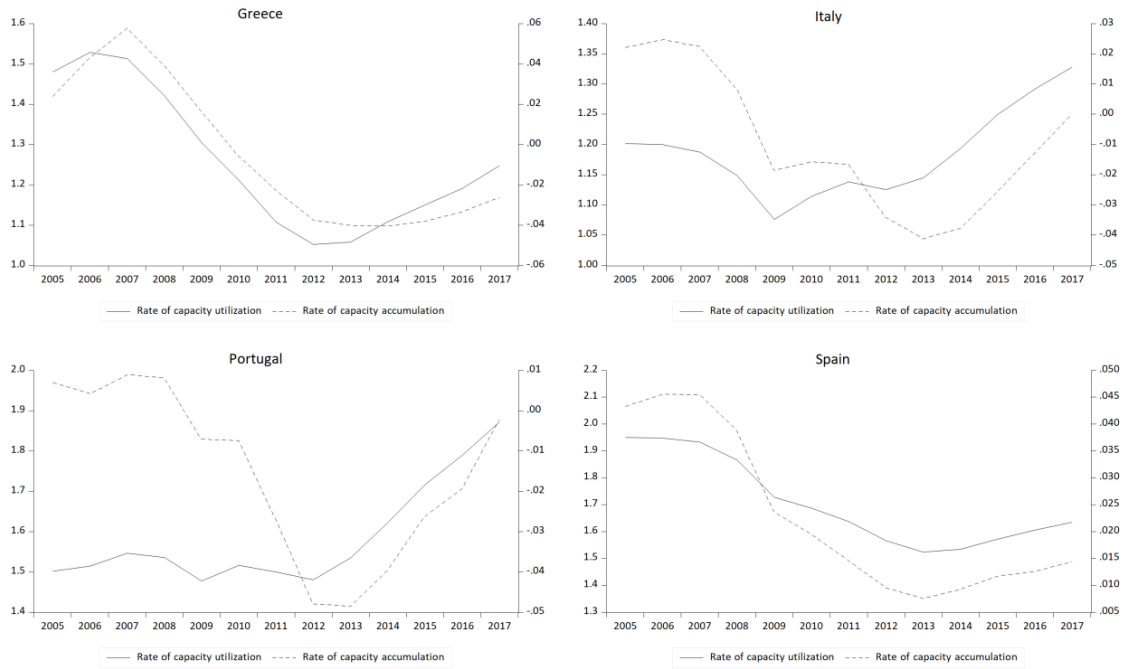 Greece
1.6 .06
1.5 .04
1.4 .02
1.3 .00
1.2 -.02
1.1 -.04
1.0 -.06
2005 2006 2007 2008 2009 2010 2011 2012 2013 2014 2015 2016 2017
Rate of capacity utilization Rate of capacity accumulation
Italy
1.40 .03
1.35 .02
1.30 .01
1.25 .00
1.20 -.01
1.15 -.02
1.10 -.03
1.05 -.04
1.00 -.05
2005 2006 2007 2008 2009 2010 2011 2012 2013 2014 2015 2016 2017
Rate of capacity utilization Rate of capacity accumulation
Portugal
2.0 .01
1.9 .00
1.8 -.01
1.7 -.02
1.6 -.03
1.5 -.04
1.4 -.05
2005 2006 2007 2008 2009 2010 2011 2012 2013 2014 2015 2016 2017
Rate of capacity utilization Rate of capacity accumulation
Spain
2.2 .050
2.1 .045
2.0 .040
1.9 .035
1.8 .030
1.7 .025
1.6 .020
1.5 .015
1.4 .010
1.3 .005
2005 2006 2007 2008 2009 2010 2011 2012 2013 2014 2015 2016 2017
Rate of capacity utilization Rate of capacity accumulation